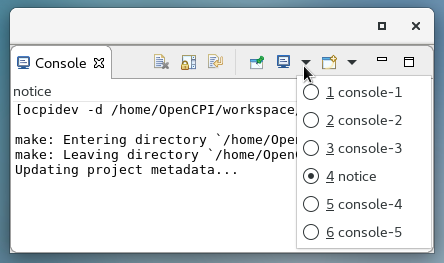 Console
notice
[ocpidev -d /home/OpenCPI/workspace
make: Entering directory `/home/Open
make: Leaving directory `/home/Open
Updating project metadata...
1 console-1
2 console-2
3 console-3
4 notice
5 console-4
6 console-5